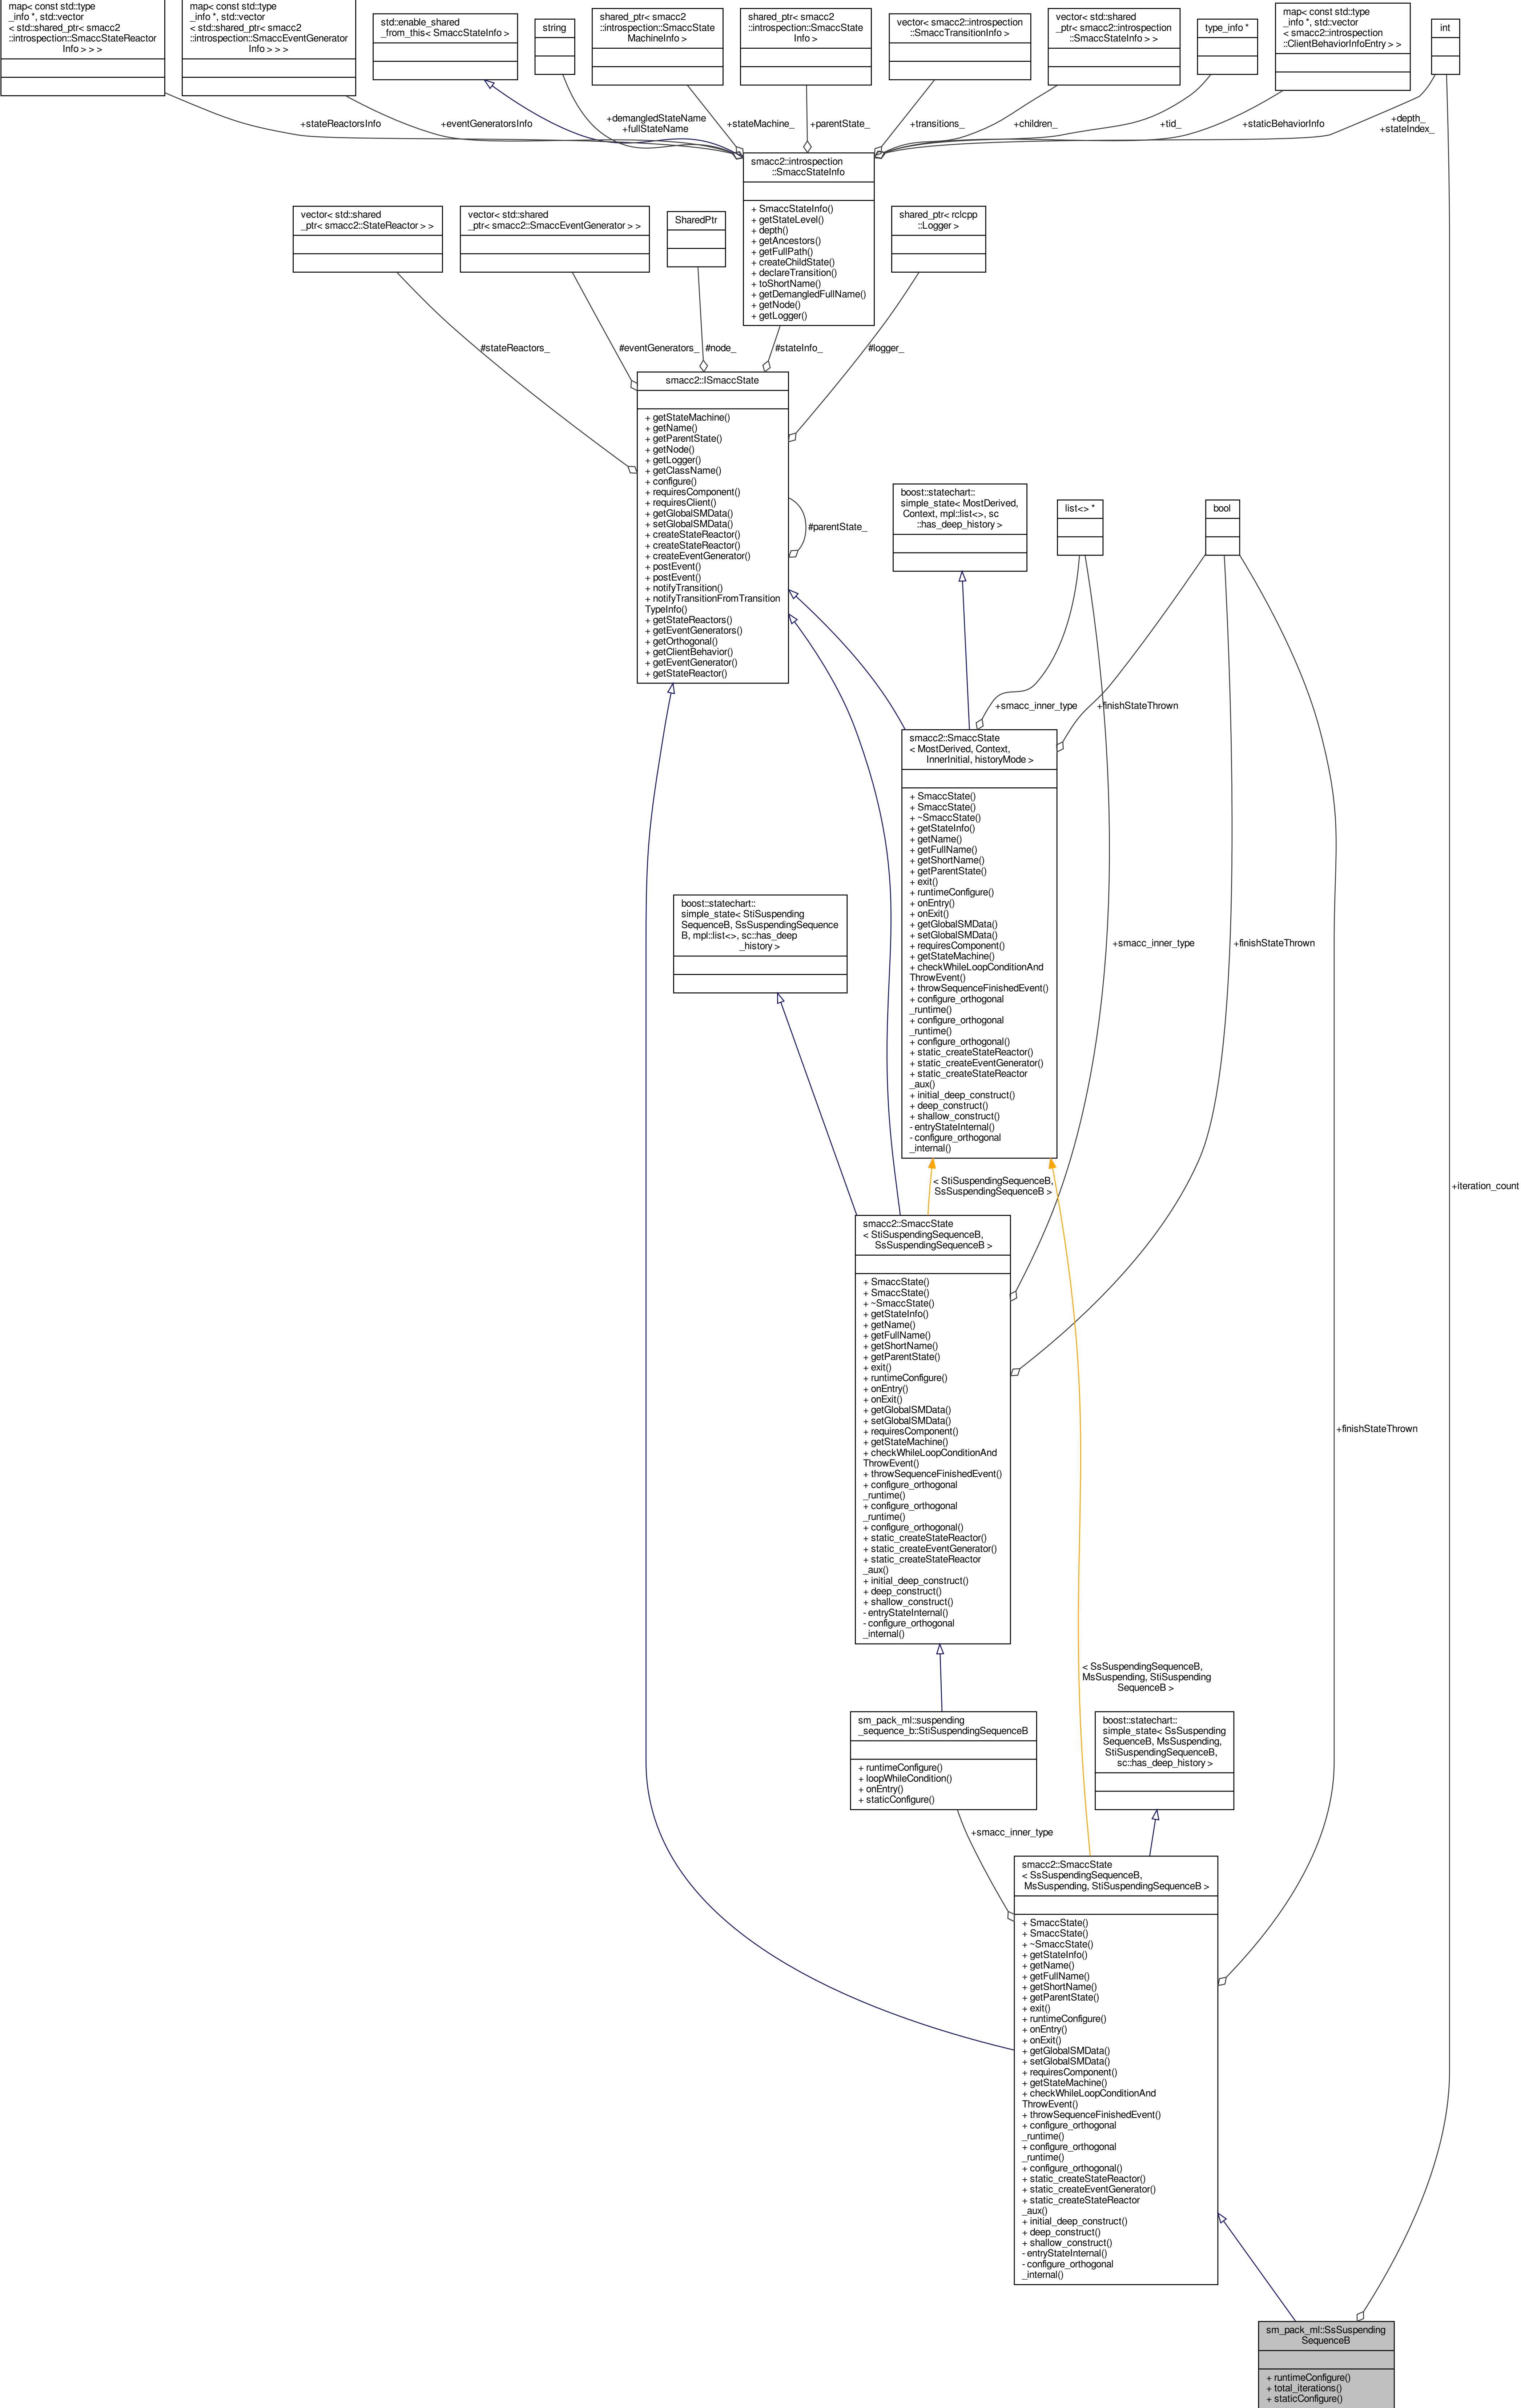 map< const std::type
_info *, std::vector
< std::shared_ptr< smacc2
::introspection::SmaccStateReactor
Info > > >
map< const std::type
_info *, std::vector
< std::shared_ptr< smacc2
::introspection::SmaccEventGenerator
Info > > >
std::enable_shared
_from_this< SmaccStateInfo >
string
shared_ptr< smacc2
::introspection::SmaccState
MachineInfo >
shared_ptr< smacc2
::introspection::SmaccState
Info >
vector< smacc2::introspection
::SmaccTransitionInfo >
vector< std::shared
_ptr< smacc2::introspection
::SmaccStateInfo > >
type_info *
map< const std::type
_info *, std::vector
< smacc2::introspection
::ClientBehaviorInfoEntry > >
int
+stateReactorsInfo
+eventGeneratorsInfo
+demangledStateName
+fullStateName
+stateMachine_
+parentState_
+transitions_
+children_
+tid_
+staticBehaviorInfo
+depth_
+stateIndex_
smacc2::introspection
::SmaccStateInfo
+ SmaccStateInfo()
+ getStateLevel()
+ depth()
+ getAncestors()
+ getFullPath()
+ createChildState()
+ declareTransition()
+ toShortName()
+ getDemangledFullName()
+ getNode()
+ getLogger()
vector< std::shared
_ptr< smacc2::StateReactor > >
vector< std::shared
_ptr< smacc2::SmaccEventGenerator > >
SharedPtr
shared_ptr< rclcpp
::Logger >
#stateReactors_
#eventGenerators_
#node_
#stateInfo_
#logger_
smacc2::ISmaccState
+ getStateMachine()
+ getName()
+ getParentState()
+ getNode()
+ getLogger()
+ getClassName()
+ configure()
+ requiresComponent()
+ requiresClient()
+ getGlobalSMData()
+ setGlobalSMData()
+ createStateReactor()
+ createStateReactor()
+ createEventGenerator()
+ postEvent()
+ postEvent()
+ notifyTransition()
+ notifyTransitionFromTransition
TypeInfo()
+ getStateReactors()
+ getEventGenerators()
+ getOrthogonal()
+ getClientBehavior()
+ getEventGenerator()
+ getStateReactor()
#parentState_
boost::statechart::
simple_state< MostDerived,
Context, mpl::list<>, sc
::has_deep_history >
list<> *
bool
+smacc_inner_type
+finishStateThrown
smacc2::SmaccState
< MostDerived, Context,
InnerInitial, historyMode >
+ SmaccState()
+ SmaccState()
+ ~SmaccState()
+ getStateInfo()
+ getName()
+ getFullName()
+ getShortName()
+ getParentState()
+ exit()
+ runtimeConfigure()
+ onEntry()
+ onExit()
+ getGlobalSMData()
+ setGlobalSMData()
+ requiresComponent()
+ getStateMachine()
+ checkWhileLoopConditionAnd
ThrowEvent()
+ throwSequenceFinishedEvent()
+ configure_orthogonal
_runtime()
+ configure_orthogonal
_runtime()
+ configure_orthogonal()
+ static_createStateReactor()
+ static_createEventGenerator()
+ static_createStateReactor
_aux()
+ initial_deep_construct()
+ deep_construct()
+ shallow_construct()
- entryStateInternal()
- configure_orthogonal
_internal()
boost::statechart::
simple_state< StiSuspending
SequenceB, SsSuspendingSequence
B, mpl::list<>, sc::has_deep
_history >
+smacc_inner_type
+finishStateThrown
< StiSuspendingSequenceB,
SsSuspendingSequenceB >
+iteration_count
smacc2::SmaccState
< StiSuspendingSequenceB,
SsSuspendingSequenceB >
+ SmaccState()
+ SmaccState()
+ ~SmaccState()
+ getStateInfo()
+ getName()
+ getFullName()
+ getShortName()
+ getParentState()
+ exit()
+ runtimeConfigure()
+ onEntry()
+ onExit()
+ getGlobalSMData()
+ setGlobalSMData()
+ requiresComponent()
+ getStateMachine()
+ checkWhileLoopConditionAnd
ThrowEvent()
+ throwSequenceFinishedEvent()
+ configure_orthogonal
_runtime()
+ configure_orthogonal
_runtime()
+ configure_orthogonal()
+ static_createStateReactor()
+ static_createEventGenerator()
+ static_createStateReactor
_aux()
+ initial_deep_construct()
+ deep_construct()
+ shallow_construct()
- entryStateInternal()
- configure_orthogonal
_internal()
+finishStateThrown
< SsSuspendingSequenceB,
MsSuspending, StiSuspending
SequenceB >
sm_pack_ml::suspending
_sequence_b::StiSuspendingSequenceB
+ runtimeConfigure()
+ loopWhileCondition()
+ onEntry()
+ staticConfigure()
boost::statechart::
simple_state< SsSuspending
SequenceB, MsSuspending,
StiSuspendingSequenceB,
sc::has_deep_history >
+smacc_inner_type
smacc2::SmaccState
< SsSuspendingSequenceB,
MsSuspending, StiSuspendingSequenceB >
+ SmaccState()
+ SmaccState()
+ ~SmaccState()
+ getStateInfo()
+ getName()
+ getFullName()
+ getShortName()
+ getParentState()
+ exit()
+ runtimeConfigure()
+ onEntry()
+ onExit()
+ getGlobalSMData()
+ setGlobalSMData()
+ requiresComponent()
+ getStateMachine()
+ checkWhileLoopConditionAnd
ThrowEvent()
+ throwSequenceFinishedEvent()
+ configure_orthogonal
_runtime()
+ configure_orthogonal
_runtime()
+ configure_orthogonal()
+ static_createStateReactor()
+ static_createEventGenerator()
+ static_createStateReactor
_aux()
+ initial_deep_construct()
+ deep_construct()
+ shallow_construct()
- entryStateInternal()
- configure_orthogonal
_internal()
sm_pack_ml::SsSuspending
SequenceB
+ runtimeConfigure()
+ total_iterations()
+ staticConfigure()